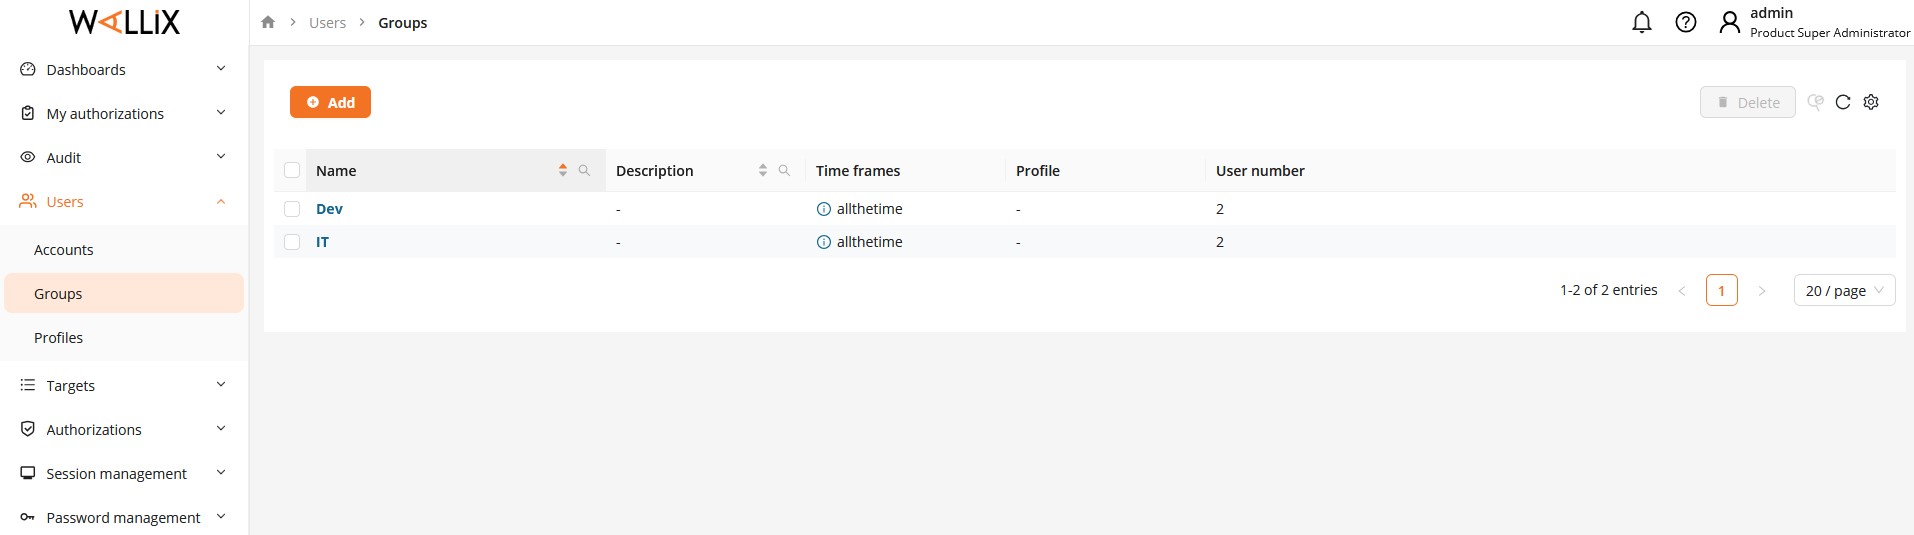 WALLIX
Users Groups
admin
Product Super Administrator
Dashboards
My authorizations
Audit
Users
Accounts
Groups
Profiles
Targets
Authorizations
Session management
Password management
Add
Delete
Name Description Time frames Profile User number
Dev - allthetime - 2
IT - allthetime - 2
1-2 of 2 entries 1 20 / page